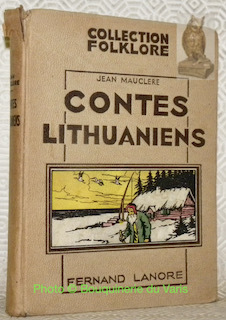 COLLECTION
FOLKLORE
JEAN MAUCLÈRE
CONTES
LITHUANIENS
FERNAND LANORE
Photo © Bouquinerie du Varis